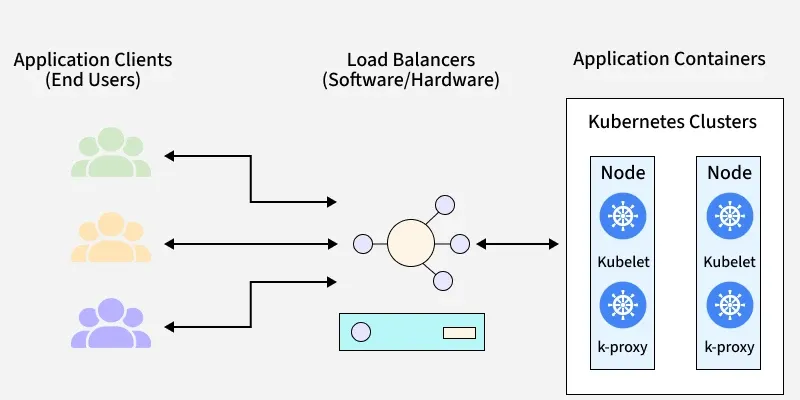 Application Clients
(End Users)
Load Balancers
(Software/Hardware)
Application Containers
Kubernetes Clusters
Node
Kubelet
k-proxy
Node
Kubelet
k-proxy